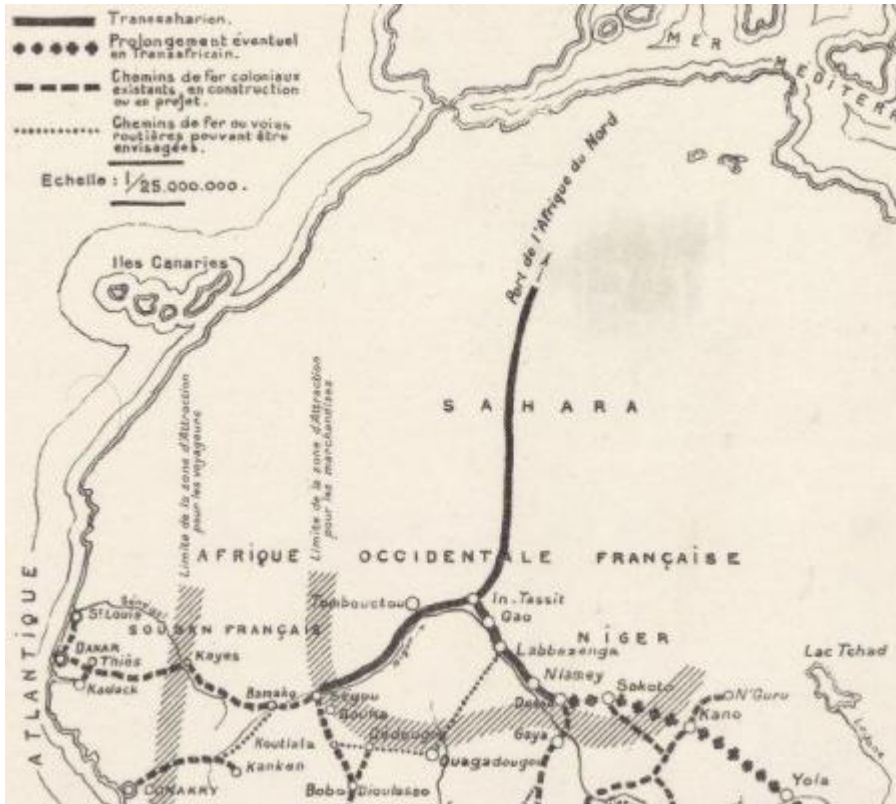 Transsaharien.
Prolongement éventuel
en Transafricain.
Chemins de fer coloniaux
existants, en construction
ou en projet.
Chemins de fer ou voies
routières pouvant être
envisagées.
Echelle : 1/25.000.000.
MER
MÉDITERR
Port de l'Afrique du Nord
Iles Canaries
SAHARA
Limite de la zone d'Attraction
pour les voyageurs
Limite de la zone d'Attraction
pour les marchandises
AFRIQUE OCCIDENTALE FRANÇAISE
ATLANTIQUE
Sénégal
St Louis
SOUDAN FRANÇAIS
Tombouctou
In.Tassit
Gao
NIGER
Labbezenga
Lac Tchad
DAKAR
Thiès
Kayes
Kadack
Niamey
Bamako
Ségou
Dosso
Sokoto
N'Guru
Kano
Gaya
Koutiala
Ouagadougou
Kankan
Bobo Dioulasso
CONAKRY
Yola